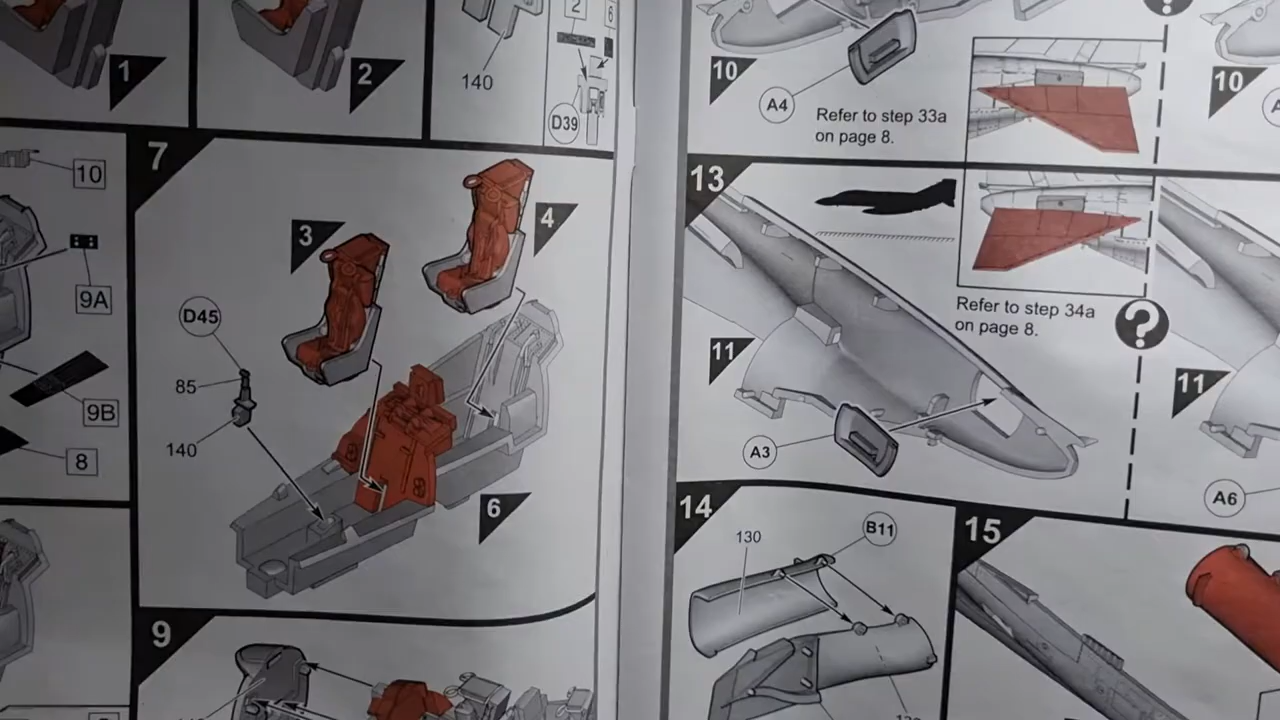 1
2
140
2
6
D39
10
7
3
4
9A
D45
85
9B
140
8
6
9
10
A4
Refer to step 33a
on page 8.
10
13
Refer to step 34a
on page 8.
?
11
11
A3
A6
14
130
B11
15